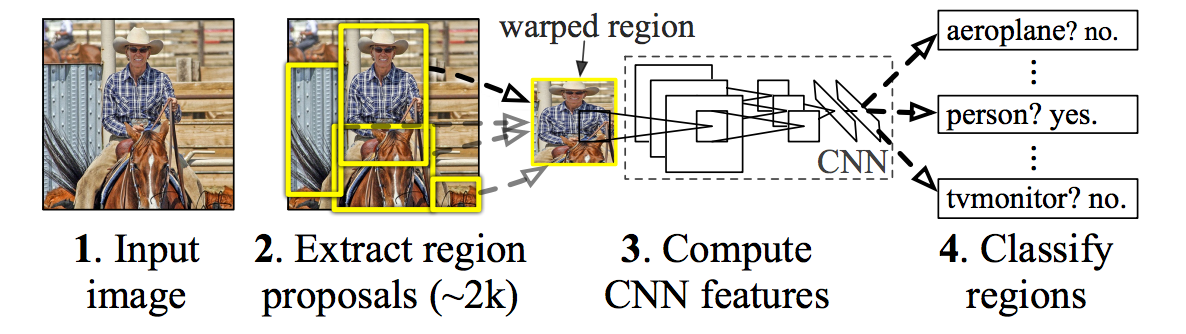 warped region
aeroplane? no.
person? yes.
CNN
tvmonitor? no.
1. Input
image
2. Extract region
proposals (~2k)
3. Compute
CNN features
4. Classify
regions